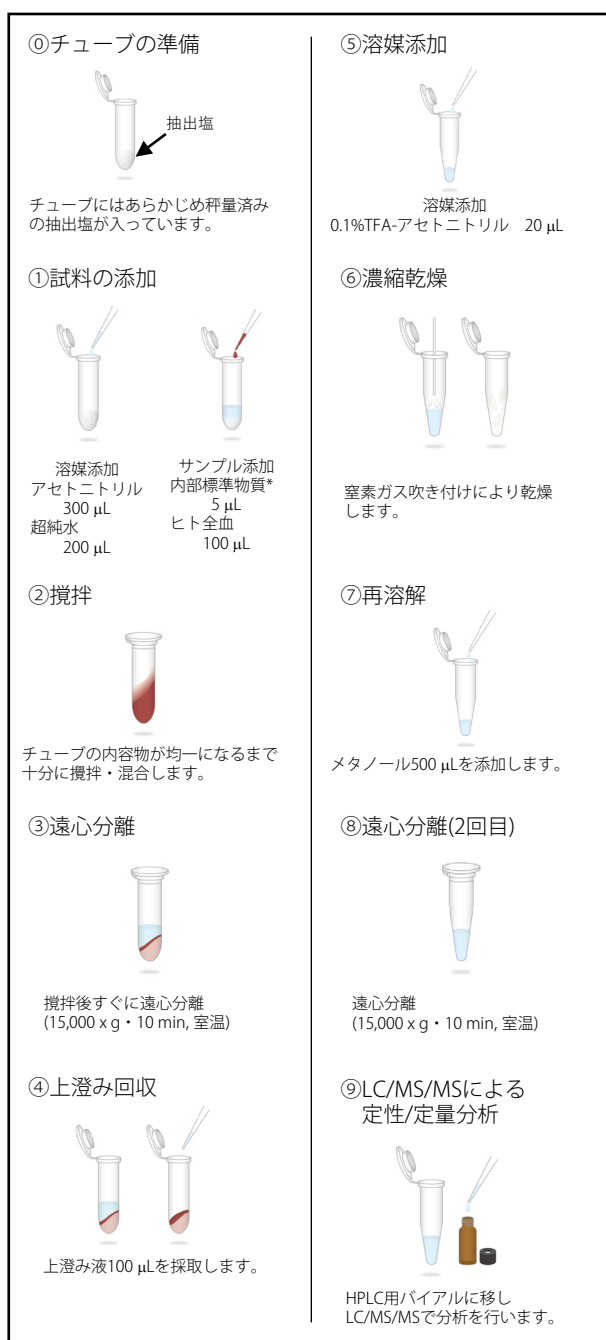 ⓪チューブの準備
抽出塩
チューブにはあらかじめ秤量済み
の抽出塩が入っています。
①試料の添加
溶媒添加
アセトニトリル
300 µL
超純水
200 µL
サンプル添加
内部標準物質*
5 µL
ヒト全血
100 µL
②撹拌
チューブの内容物が均一になるまで
十分に攪拌・混合します。
③遠心分離
撹拌後すぐに遠心分離
(15,000 x g・10 min, 室温)
④上澄み回収
上澄み液100 µLを採取します。
⑤溶媒添加
溶媒添加
0.1%TFA-アセトニトリル 20 µL
⑥濃縮乾燥
窒素ガス吹き付けにより乾燥
します。
⑦再溶解
メタノール500 µLを添加します。
⑧遠心分離(2回目)
遠心分離
(15,000 x g・10 min, 室温)
⑨LC/MS/MSによる
定性/定量分析
HPLC用バイアルに移し
LC/MS/MSで分析を行います。